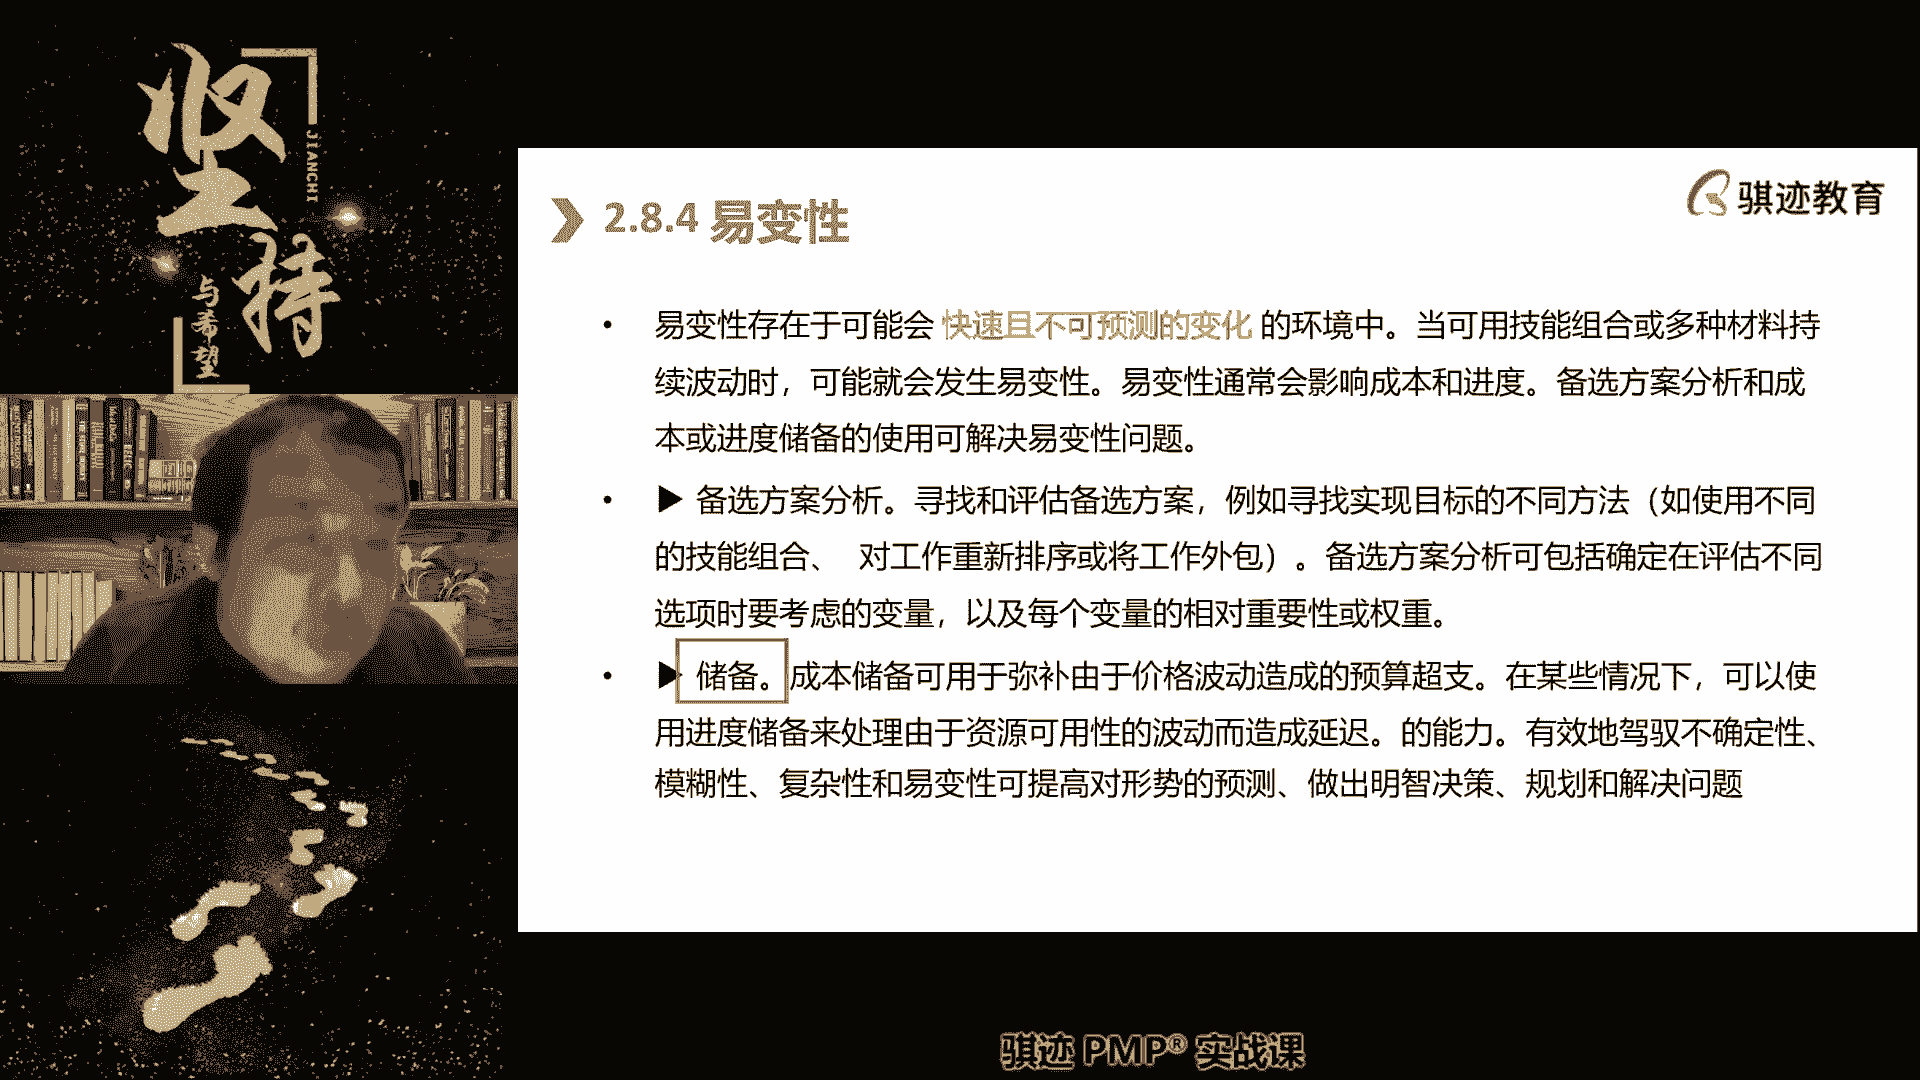 坚持
JIANCHI
与希望
骐迹教育
2.8.4 易变性
• 易变性存在于可能会 快速且不可预测的变化 的环境中。当可用技能组合或多种材料持
续波动时，可能就会发生易变性。易变性通常会影响成本和进度。备选方案分析和成
本或进度储备的使用可解决易变性问题。
• ▶ 备选方案分析。寻找和评估备选方案，例如寻找实现目标的不同方法（如使用不同
的技能组合、 对工作重新排序或将工作外包）。备选方案分析可包括确定在评估不同
选项时要考虑的变量，以及每个变量的相对重要性或权重。
• ▶ 储备。成本储备可用于弥补由于价格波动造成的预算超支。在某些情况下，可以使
用进度储备来处理由于资源可用性的波动而造成延迟。的能力。有效地驾驭不确定性、
模糊性、复杂性和易变性可提高对形势的预测、做出明智决策、规划和解决问题
骐迹 PMP® 实战课